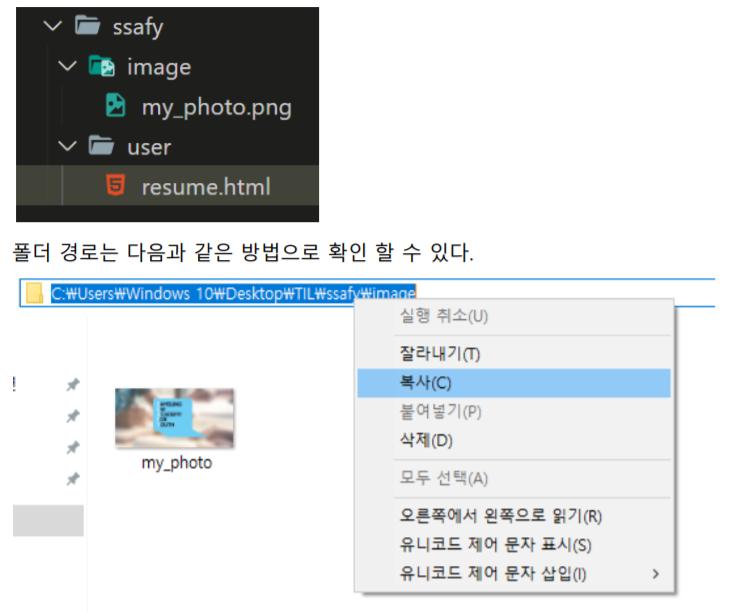 ssafy
image
my_photo.png
user
resume.html
폴더 경로는 다음과 같은 방법으로 확인 할 수 있다.
C:₩Users₩Windows 10₩Desktop₩TIL₩ssafy₩image
실행 취소(U)
잘라내기(T)
복사(C)
붙여넣기(P)
삭제(D)
my_photo
모두 선택(A)
오른쪽에서 왼쪽으로 읽기(R)
유니코드 제어 문자 표시(S)
유니코드 제어 문자 삽입(I)